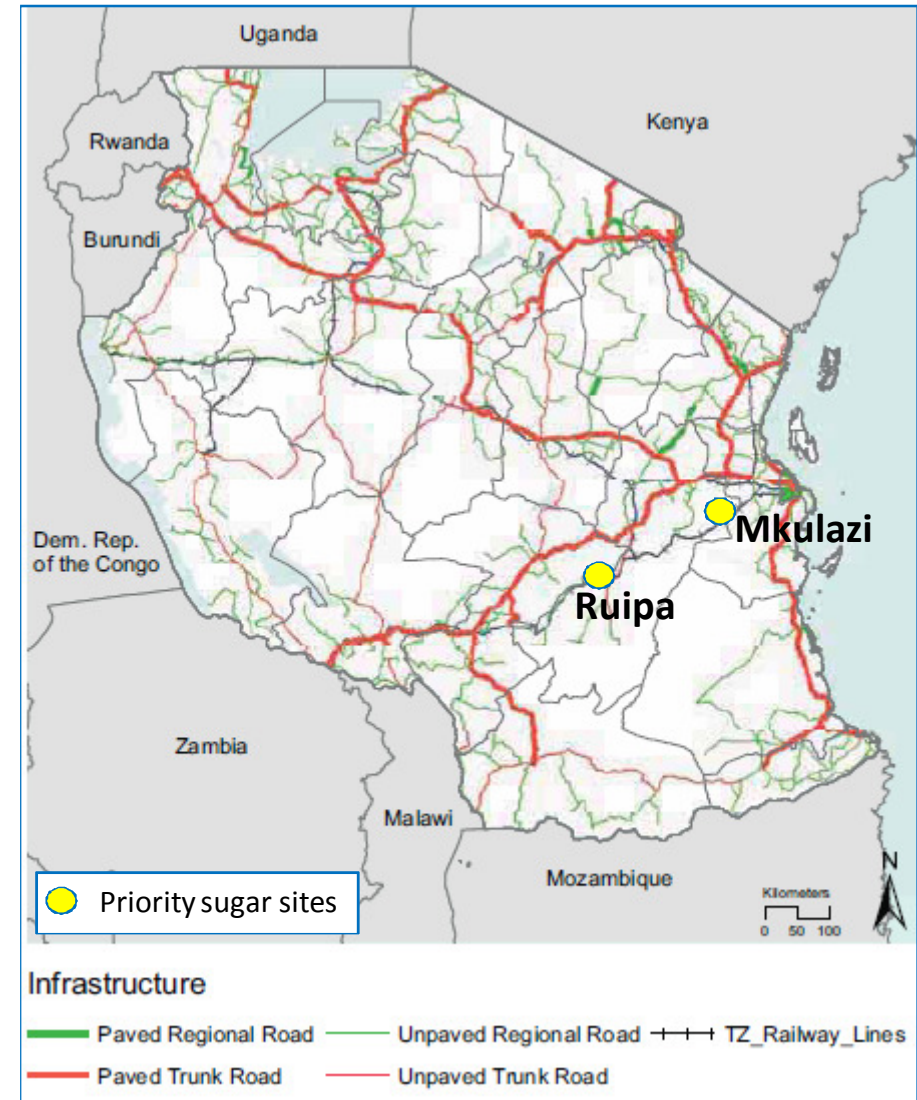 Uganda
Kenya
Rwanda
Burundi
Mkulazi
Dem. Rep.
of the Congo
Ruipa
Zambia
Malawi
Mozambique
N
Kilometers
0 50 100
Priority sugar sites
Infrastructure
Paved Regional Road Unpaved Regional Road TZ_Railway_Lines
Paved Trunk Road Unpaved Trunk Road